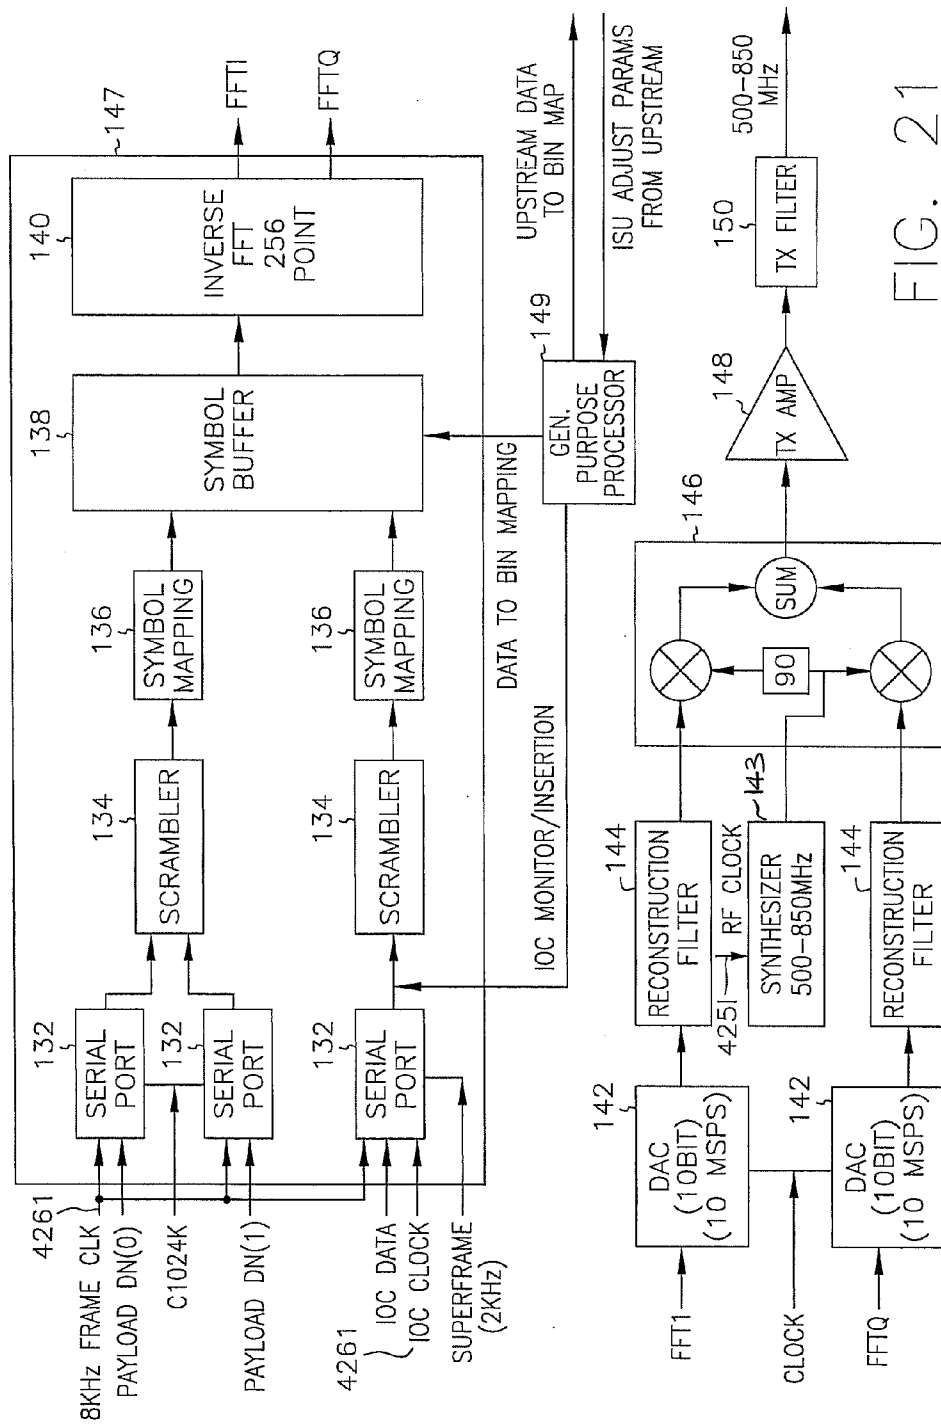 147
140
INVERSE
FFT
256
POINT
FFTI
FFTQ
138
SYMBOL
BUFFER
136
SYMBOL
MAPPING
136
SYMBOL
MAPPING
134
SCRAMBLER
134
SCRAMBLER
132
SERIAL
PORT
132
SERIAL
PORT
132
SERIAL
PORT
4261
8KHz FRAME CLK
PAYLOAD DN(0)
C1024K
PAYLOAD DN(1)
4261
IOC DATA
IOC CLOCK
SUPERFRAME
(2KHz)
IOC MONITOR/INSERTION
DATA TO BIN MAPPING
149
GEN.
PURPOSE
PROCESSOR
UPSTREAM DATA
TO BIN MAP
ISU ADJUST PARAMS
FROM UPSTREAM
FFT1
CLOCK
FFTQ
142
DAC
(10BIT)
(10 MSPS)
142
DAC
(10BIT)
(10 MSPS)
144
RECONSTRUCTION
FILTER
4251
RF CLOCK
143
SYNTHESIZER
500-850MHz
144
RECONSTRUCTION
FILTER
146
90
SUM
148
TX AMP
150
TX FILTER
500-850
MHz
FIG. 21